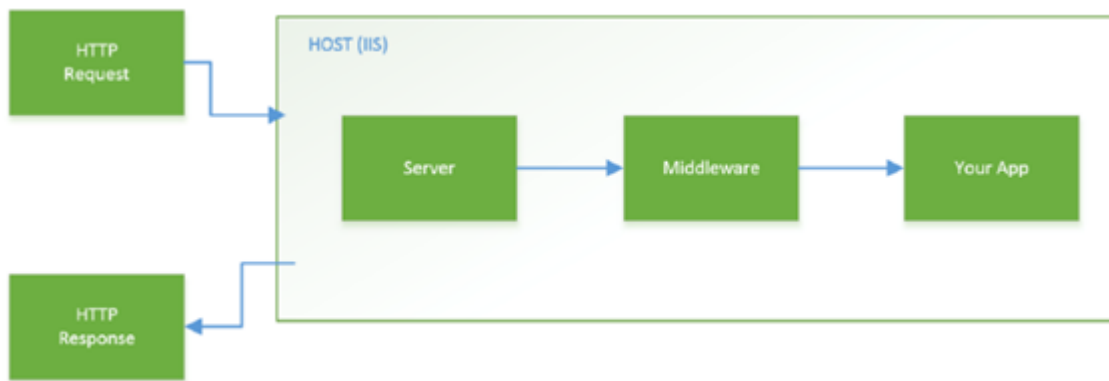 HTTP
Request
HOST (IIS)
Server
Middleware
Your App
HTTP
Response